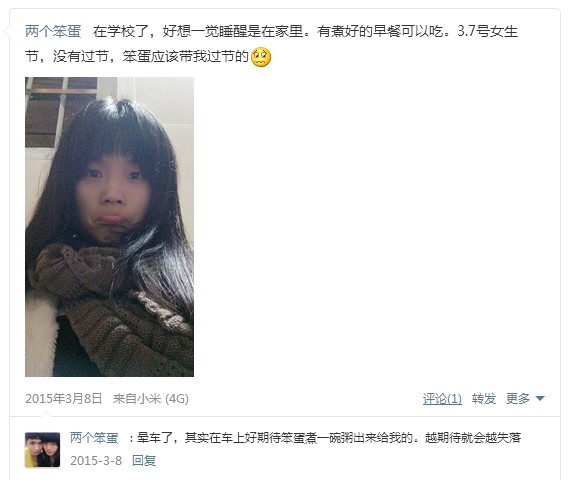 两个笨蛋 在学校了，好想一觉睡醒是在家里。有煮好的早餐可以吃。3.7号女生
节，没有过节，笨蛋应该带我过节的
2015年3月8日 来自小米 (4G) 评论(1) 转发 更多
两个笨蛋 : 晕车了，其实在车上好期待笨蛋煮一碗粥出来给我的。越期待就会越失落
2015-3-8 回复